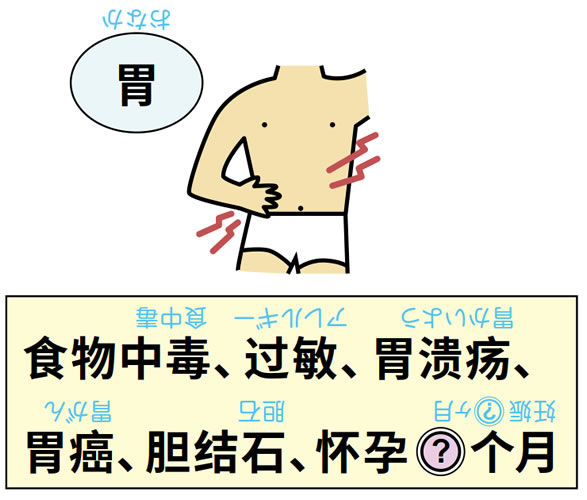 おなか
胃
食中毒 アレルギー 胃かいよう
食物中毒、过敏、胃溃疡、
胃がん 胆石 妊娠?ヶ月
胃癌、胆结石、怀孕?个月